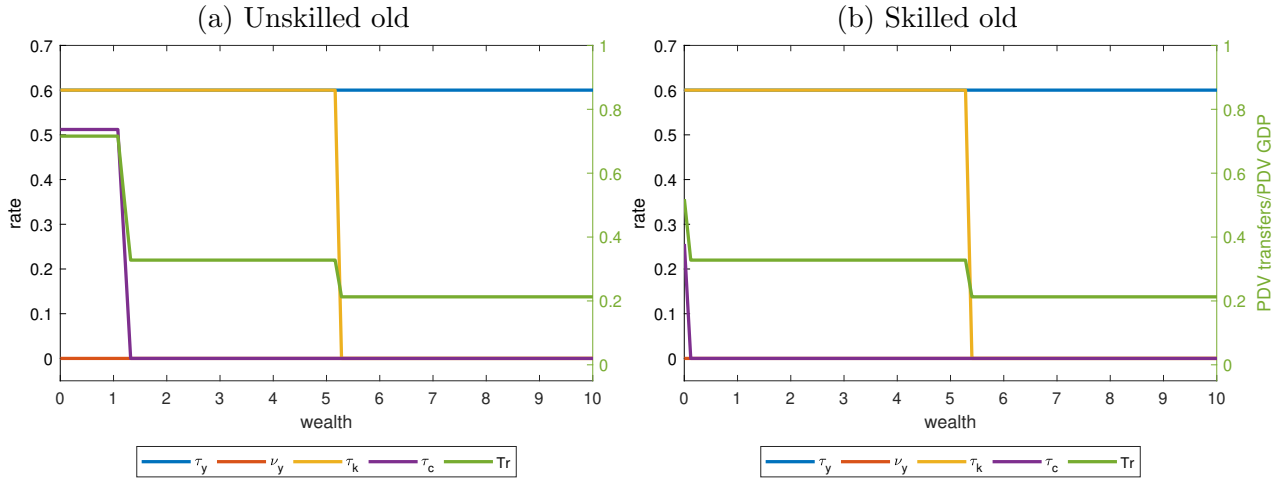 (a) Unskilled old
(b) Skilled old
0.7
0.6
0.5
0.4
0.3
0.2
0.1
0
rate
1
0.8
0.6
0.4
0.2
0
0 1 2 3 4 5 6 7 8 9 10
wealth
τy νy τk τc Tr
0.7
0.6
0.5
0.4
0.3
0.2
0.1
0
rate
1
0.8
0.6
0.4
0.2
0
PDV transfers/PDV GDP
0 1 2 3 4 5 6 7 8 9 10
wealth
τy νy τk τc Tr